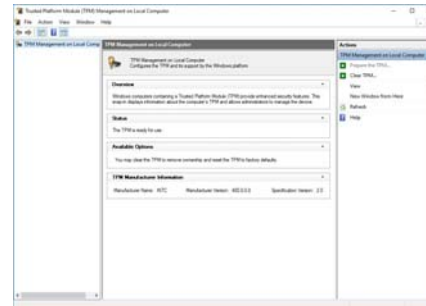 Trusted Platform Module (TPM) Management on Local Computer
File Action View Window Help
TPM Management on Local Comp
TPM Management on Local Computer
TPM Management on Local Computer
Configures the TPM and its support by the Windows platform
Overview
Windows computers containing a Trusted Platform Module (TPM) provide enhanced security features. This
snap-in displays information about the computer's TPM and allows administrators to manage the device.
Status
The TPM is ready for use.
Available Options
You may clear the TPM to remove ownership and reset the TPM to factory defaults.
TPM Manufacturer Information
Manufacturer Name: INTC Manufacturer Version: Specification Version: 2.0
Actions
TPM Management on Local Computer
Prepare the TPM...
Clear TPM...
View
New Window from Here
Refresh
Help